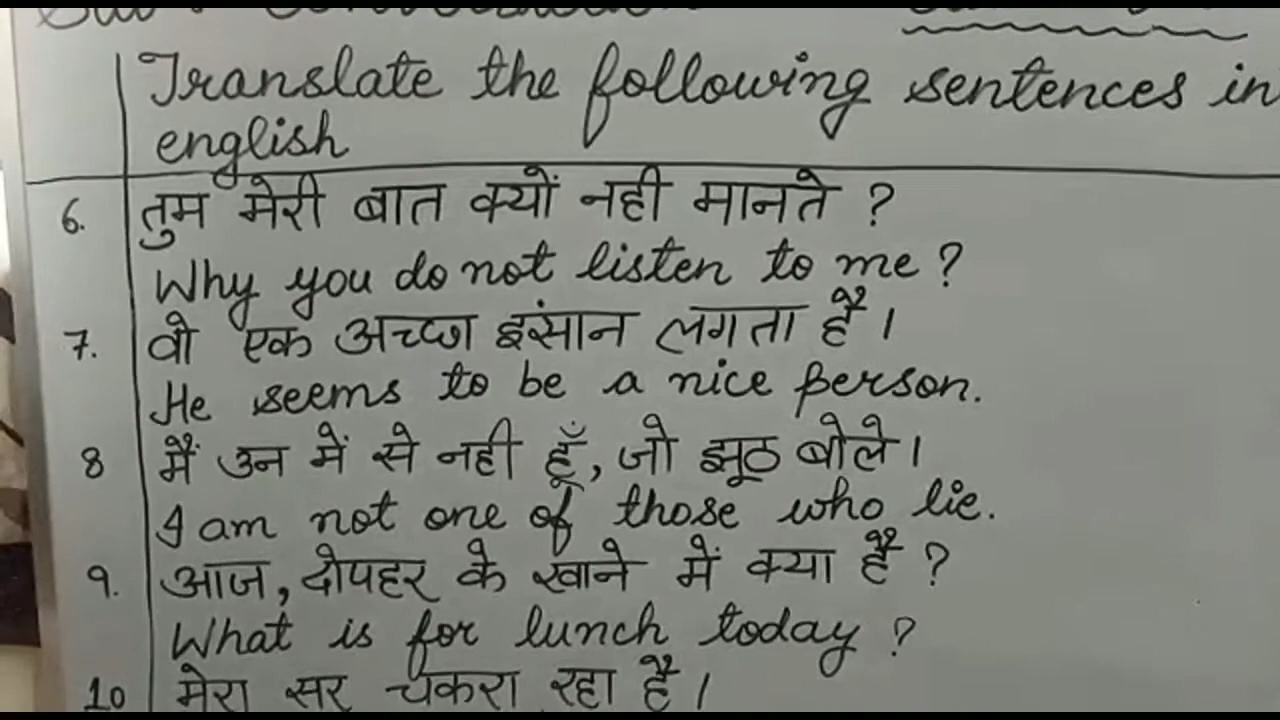 Translate the following sentences in
english
6. तुम मेरी बात क्यों नही मानते ?
Why you do not listen to me ?
7. वो एक अच्छा इंसान लगता है ।
He seems to be a nice person.
8 मैं उन में से नही हूँ, जो झूठ बोले ।
I am not one of those who lie.
9. आज, दोपहर के खाने में क्या है ?
What is for lunch today ?
10 मेरा सर चकरा रहा है ।